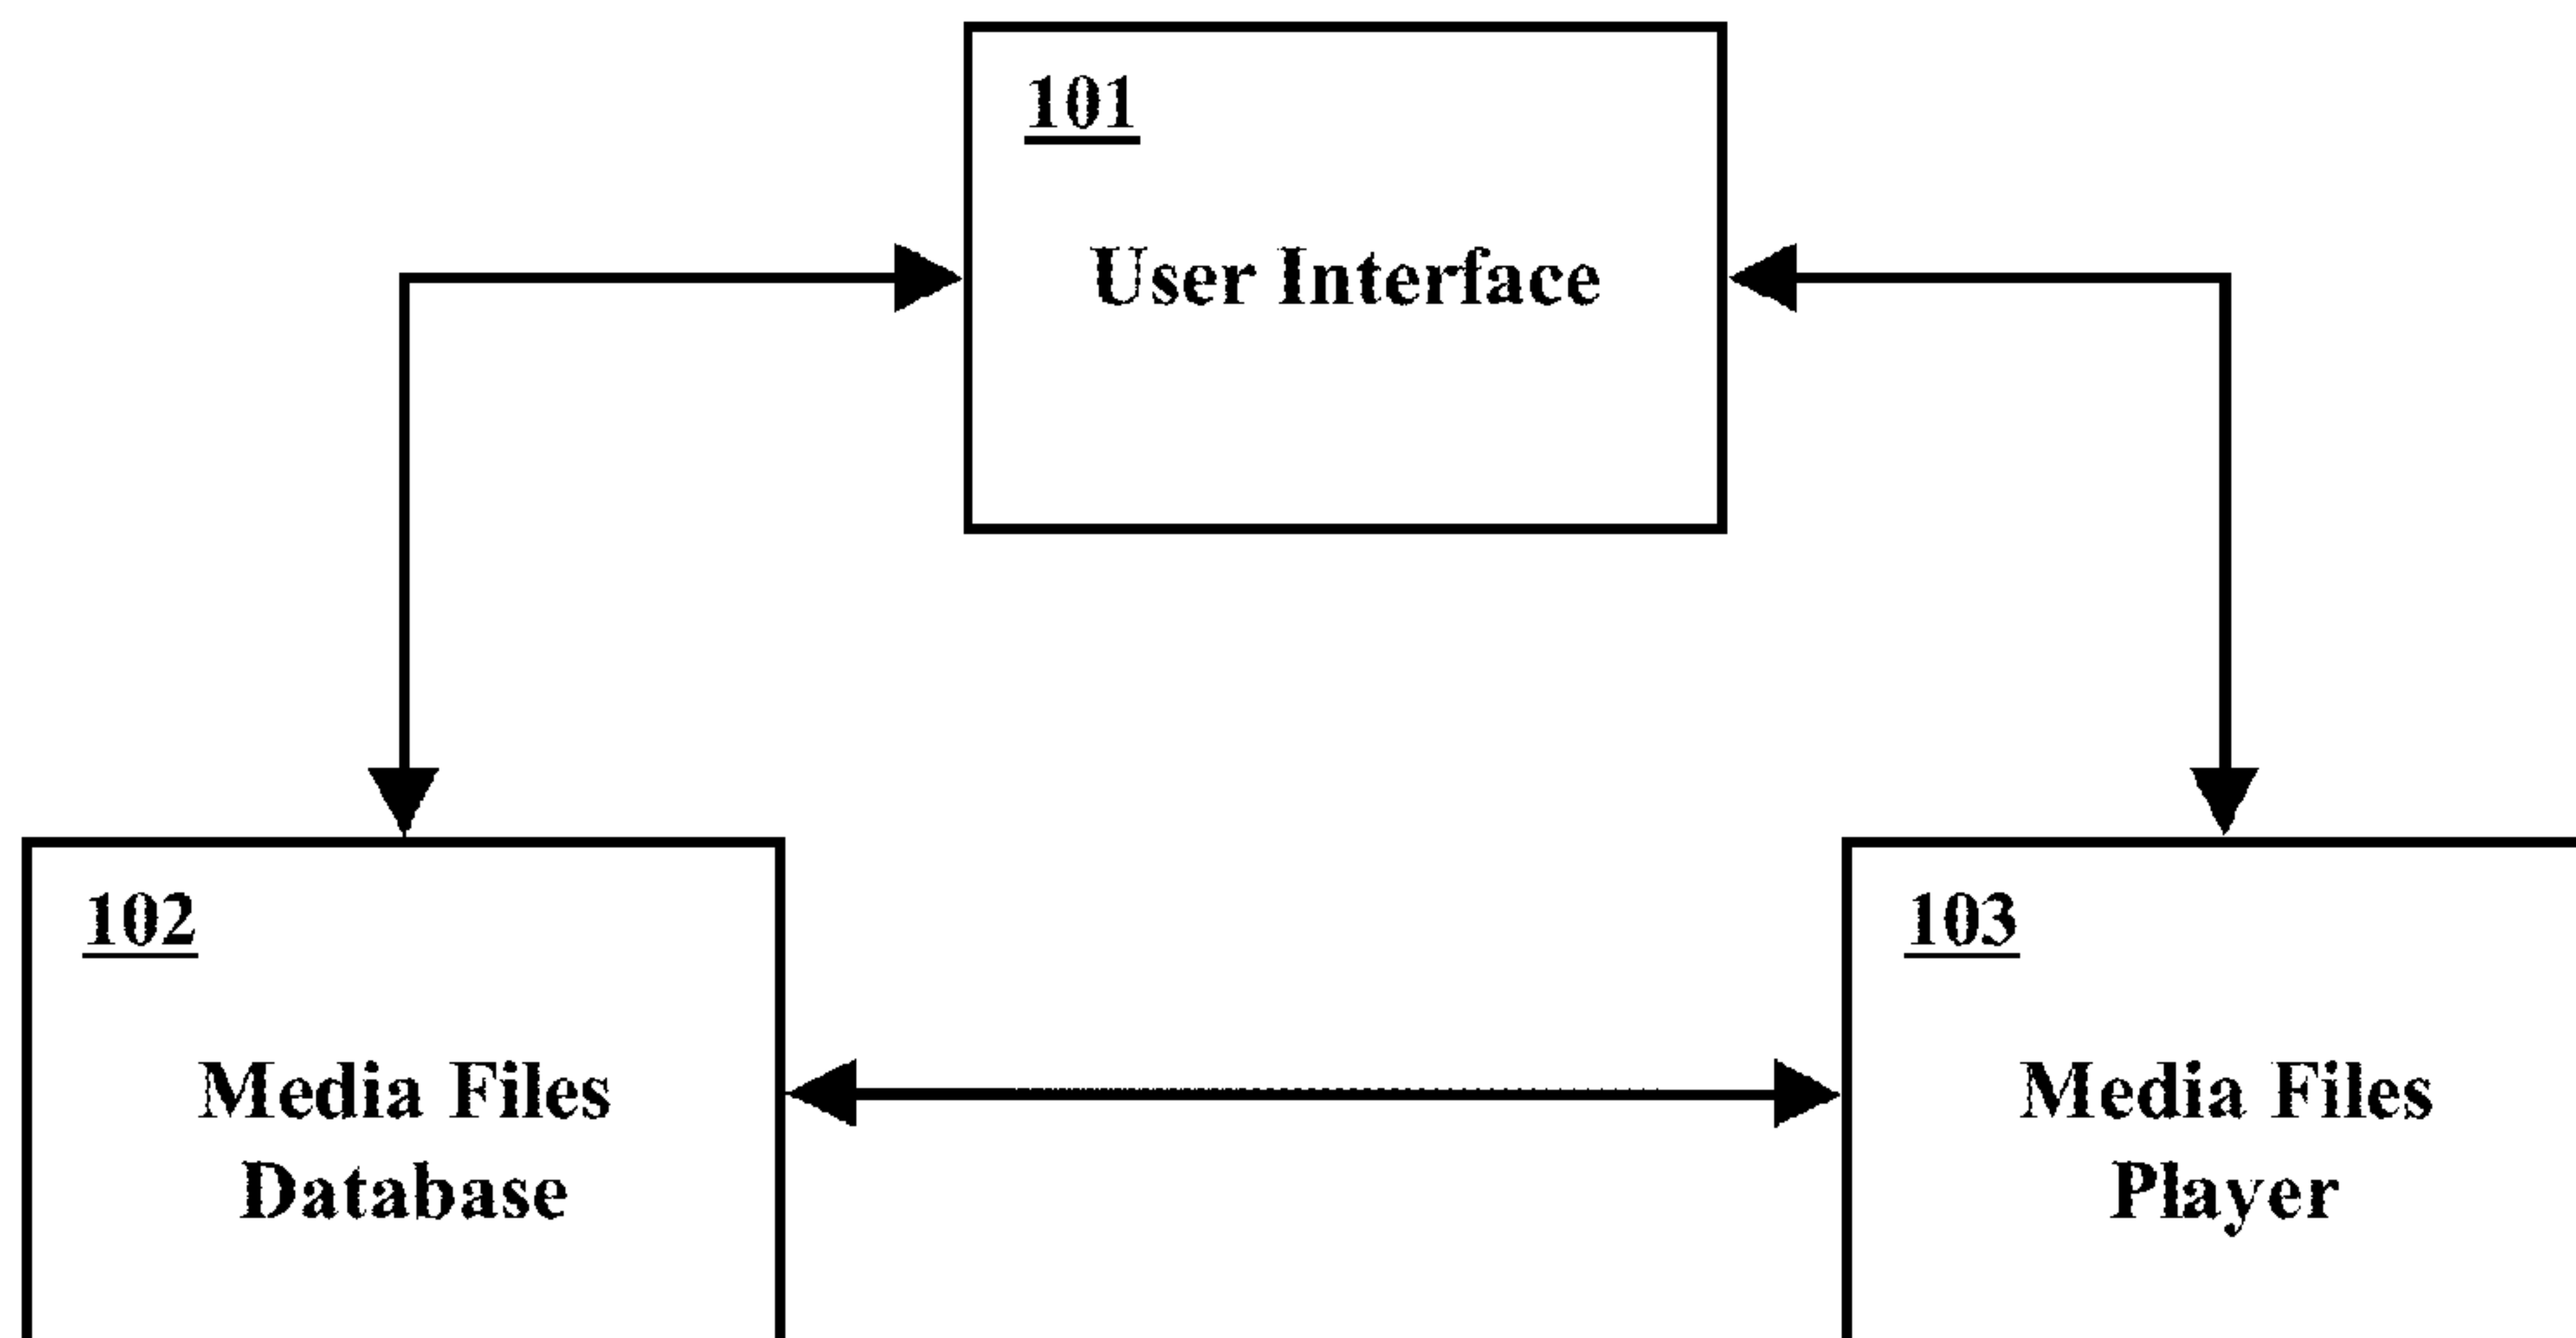 101
User Interface
102
Media Files
Database
103
Media Files
Player